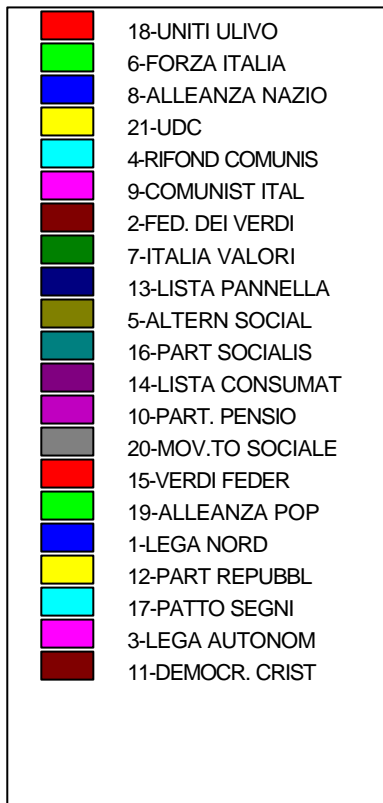 18-UNITI ULIVO
6-FORZA ITALIA
8-ALLEANZA NAZIO
21-UDC
4-RIFOND COMUNIS
9-COMUNIST ITAL
2-FED. DEI VERDI
7-ITALIA VALORI
13-LISTA PANNELLA
5-ALTERN SOCIAL
16-PART SOCIALIS
14-LISTA CONSUMAT
10-PART. PENSIO
20-MOV.TO SOCIALE
15-VERDI FEDER
19-ALLEANZA POP
1-LEGA NORD
12-PART REPUBBL
17-PATTO SEGNI
3-LEGA AUTONOM
11-DEMOCR. CRIST